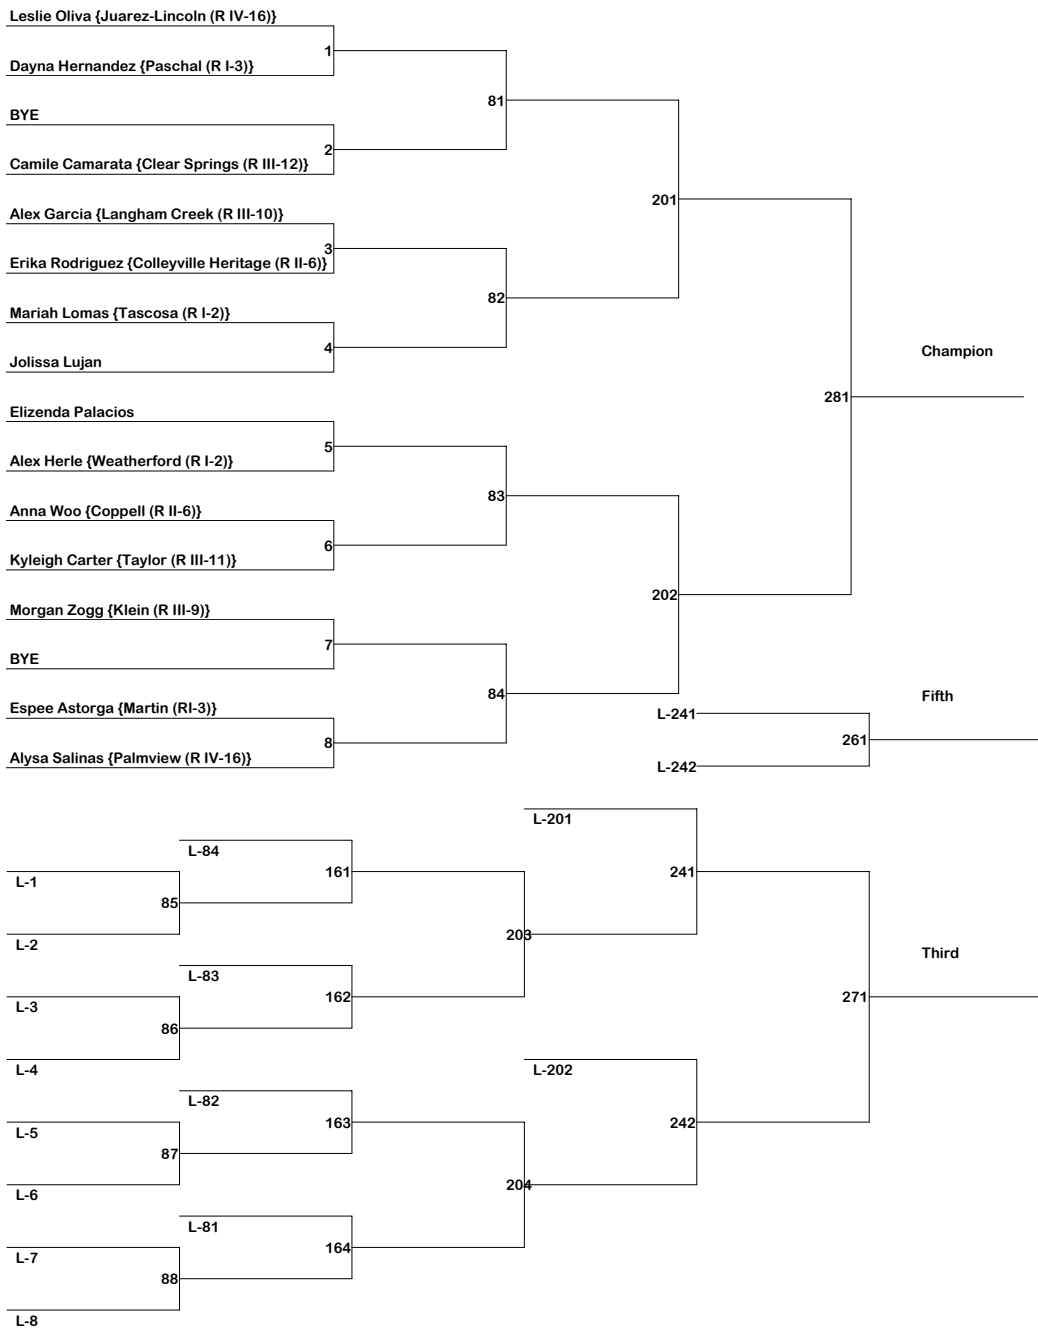 Leslie Oliva {Juarez-Lincoln (R IV-16)}
1
Dayna Hernandez {Paschal (R I-3)}
81
BYE
2
Camile Camarata {Clear Springs (R III-12)}
201
Alex Garcia {Langham Creek (R III-10)}
3
Erika Rodriguez {Colleyville Heritage (R II-6)}
82
Mariah Lomas {Tascosa (R I-2)}
4
Jolissa Lujan
Champion
281
Elizenda Palacios
5
Alex Herle {Weatherford (R I-2)}
83
Anna Woo {Coppell (R II-6)}
6
Kyleigh Carter {Taylor (R III-11)}
202
Morgan Zogg {Klein (R III-9)}
7
BYE
84
Fifth
Espee Astorga {Martin (RI-3)}
L-241
261
8
Alysa Salinas {Palmview (R IV-16)}
L-242
L-201
L-84
161
241
L-1
85
203
L-2
Third
L-83
162
271
L-3
86
L-4
L-202
L-82
163
242
L-5
87
204
L-6
L-81
164
L-7
88
L-8